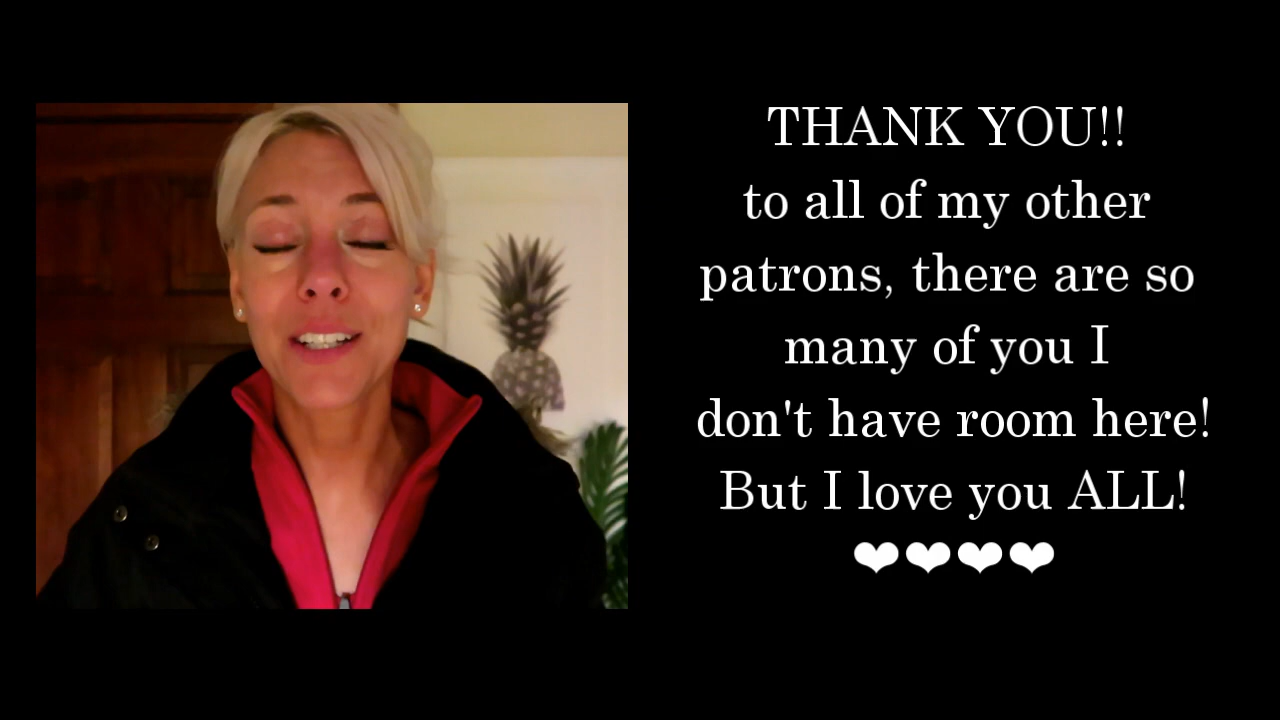 THANK YOU!!
to all of my other
patrons, there are so
many of you I
don't have room here!
But I love you ALL!
❤❤❤❤